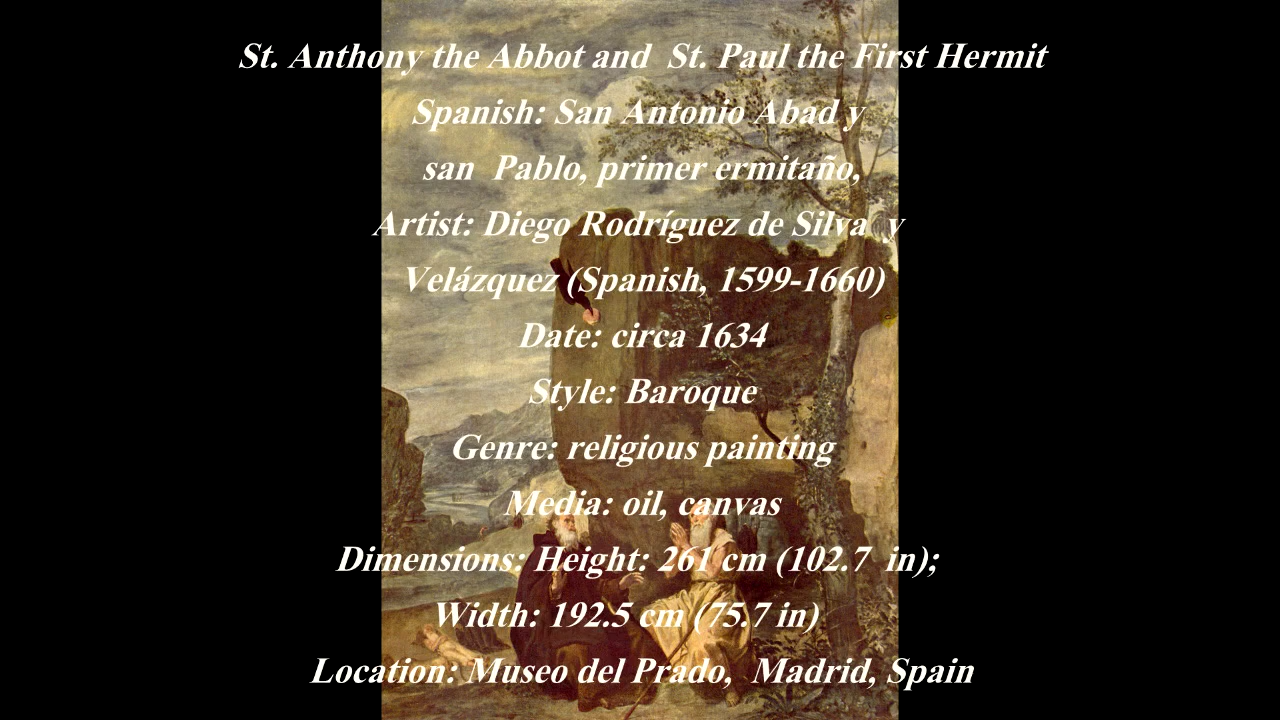 St. Anthony the Abbot and St. Paul the First Hermit
Spanish: San Antonio Abad y
san Pablo, primer ermitaño,
Artist: Diego Rodríguez de Silva y
Velázquez (Spanish, 1599-1660)
Date: circa 1634
Style: Baroque
Genre: religious painting
Media: oil, canvas
Dimensions: Height: 261 cm (102.7 in);
Width: 192.5 cm (75.7 in)
Location: Museo del Prado, Madrid, Spain